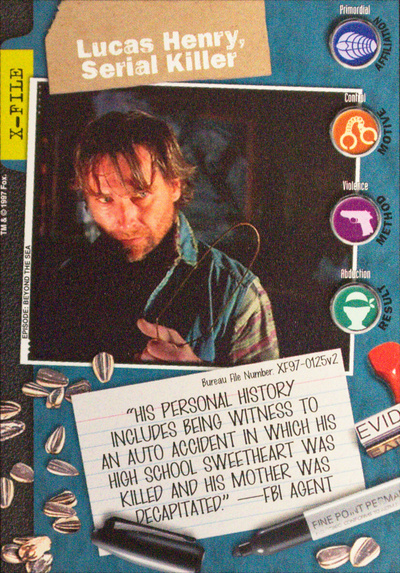 Lucas Henry,
Serial Killer
X-FILE
TM & © 1997 Fox.
EPISODE: BEYOND THE SEA
Primordial
AFFILIATION
Control
MOTIVE
Violence
METHOD
Abduction
RESULT
Bureau File Number: XF97-0125v2
"HIS PERSONAL HISTORY
INCLUDES BEING WITNESS TO
AN AUTO ACCIDENT IN WHICH HIS
HIGH SCHOOL SWEETHEART WAS
KILLED AND HIS MOTHER WAS
DECAPITATED." —FBI AGENT
EVID
FINE POINT PERMA